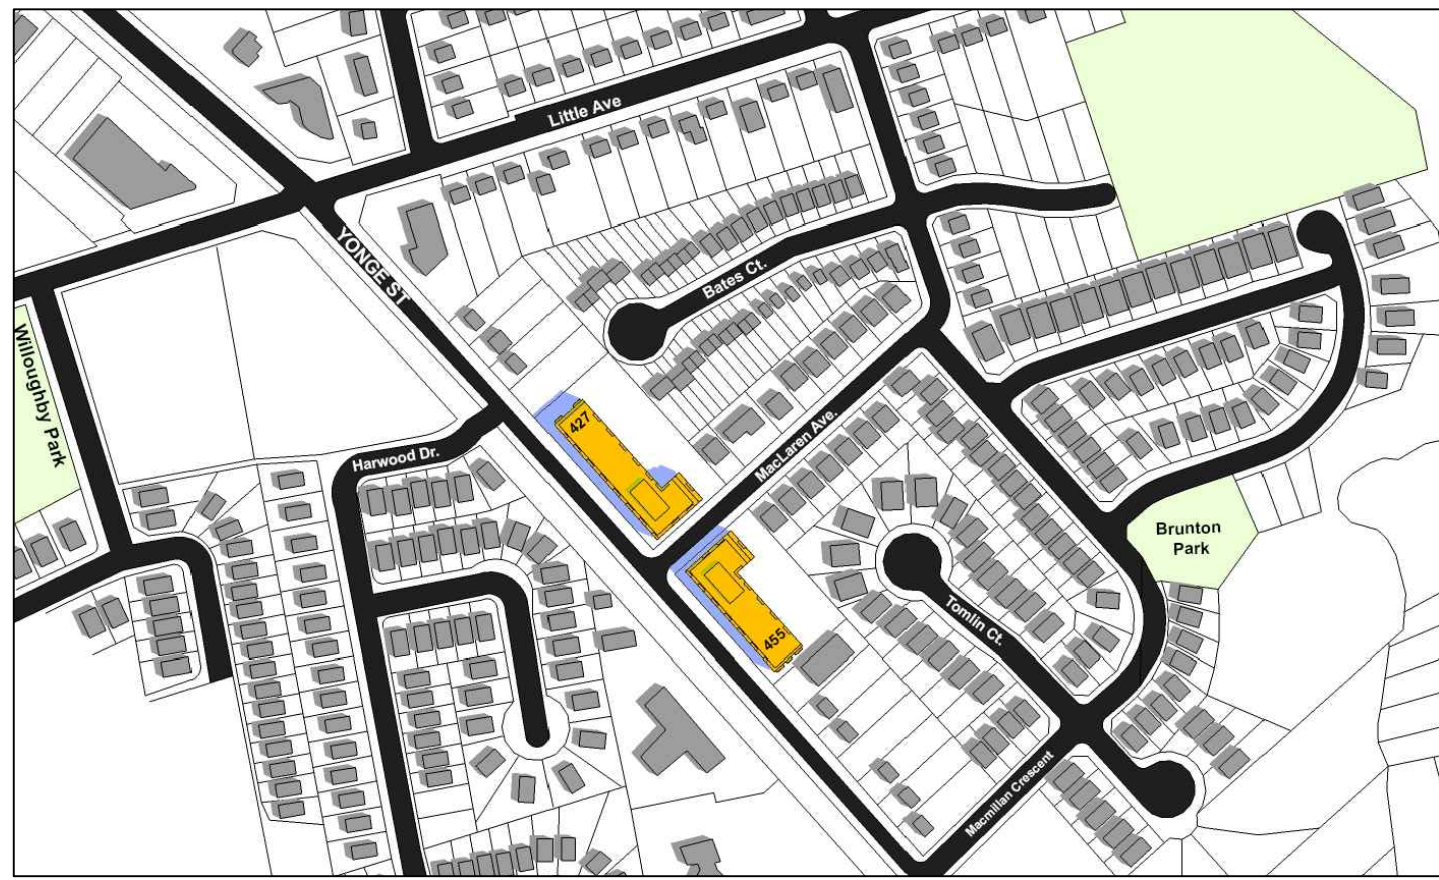 Little Ave
YONGE ST
Bates Ct.
Willoughby Park
427
MacLaren Ave.
Harwood Dr.
Brunton
Park
Tomlin Ct.
455
Macmillan Crescent